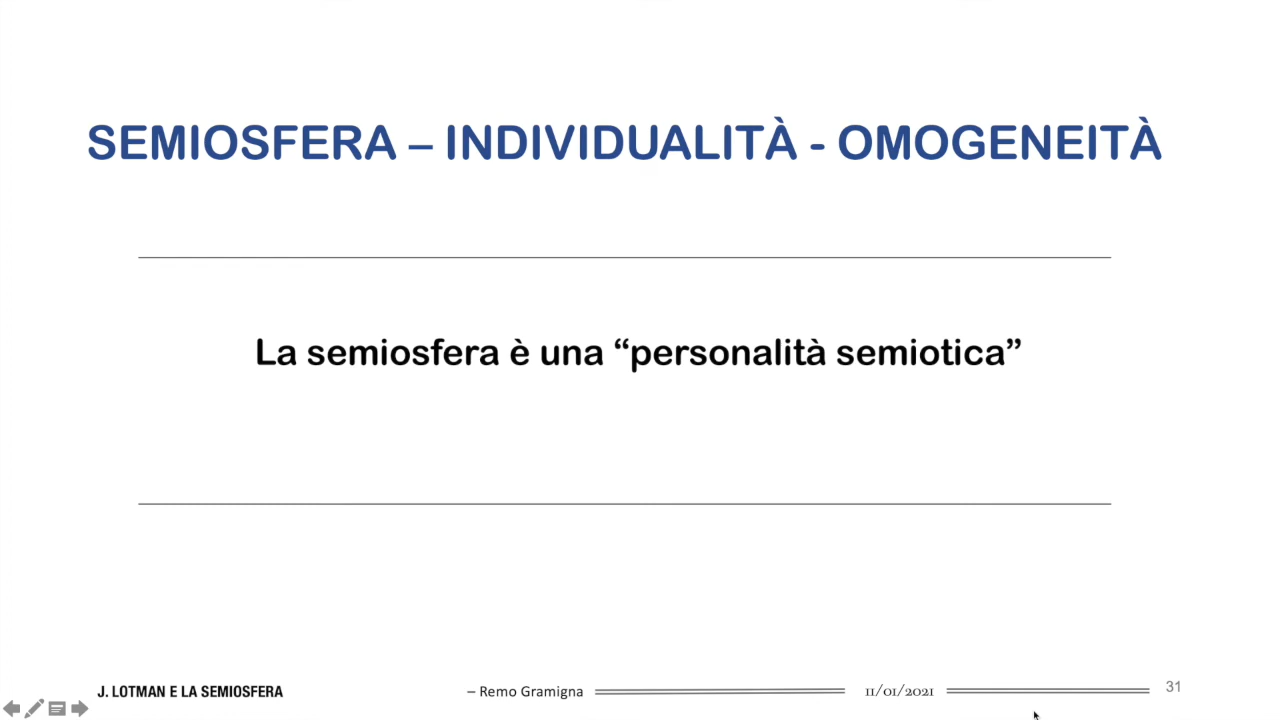 SEMIOSFERA – INDIVIDUALITÀ - OMOGENEITÀ
La semiosfera è una “personalità semiotica”
J. LOTMAN E LA SEMIOSFERA
– Remo Gramigna
11/01/2021
31